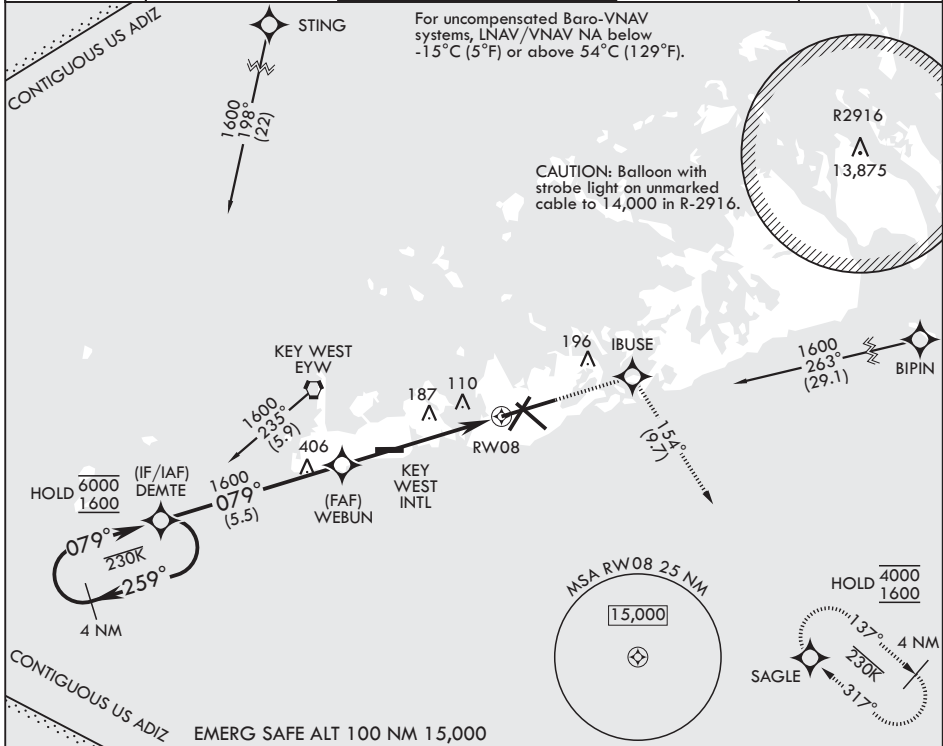 STING
For uncompensated Baro-VNAV
systems, LNAV/VNAV NA below
-15°C (5°F) or above 54°C (129°F).
CONTIGUOUS US ADIZ
1600
198°
(22)
R2916
13,875
CAUTION: Balloon with
strobe light on unmarked
cable to 14,000 in R-2916.
KEY WEST
EYW
1600
235°
(5.9)
196
IBUSE
1600
263°
(29.1)
BIPIN
187
110
RW08
154°
(9.7)
406
KEY
WEST
INTL
(FAF)
WEBUN
HOLD 6000
1600
(IF/IAF)
DEMTE
1600
079°
(5.5)
079°
230K
259°
4 NM
MSA RW08 25 NM
15,000
HOLD 4000
1600
137°
4 NM
230K
317°
SAGLE
CONTIGUOUS US ADIZ
EMERG SAFE ALT 100 NM 15,000